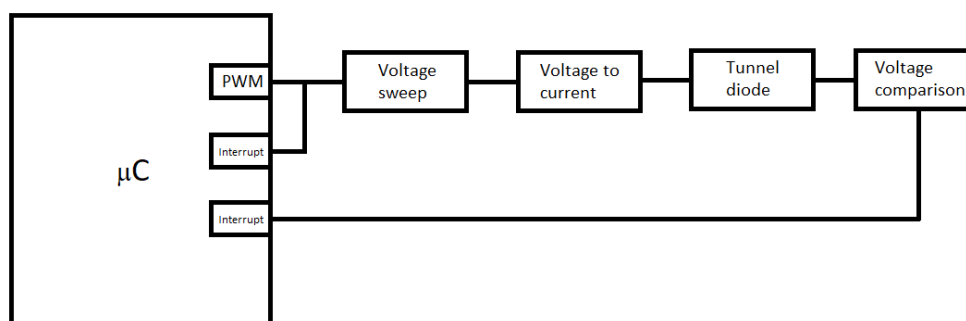 PWM
Interrupt
Interrupt
μC
Voltage
sweep
Voltage to
current
Tunnel
diode
Voltage
comparison